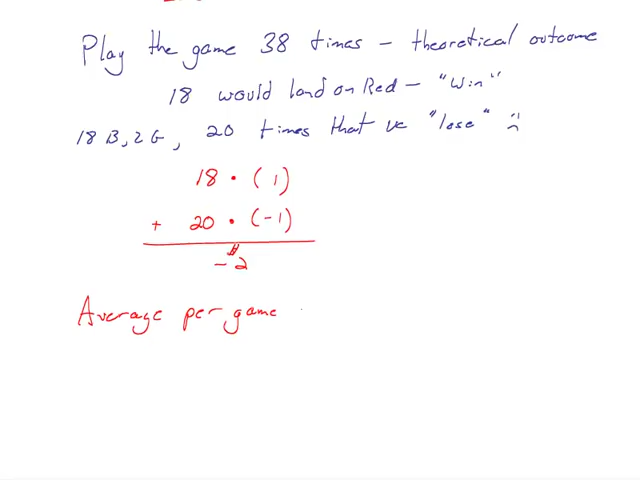 Play the game 38 times - theoretical outcome
18 would land on Red - "Win"
18 B, 2 G, 20 times that we "lose"
18 • (1)
+ 20 • (-1)
-$2
Average per game